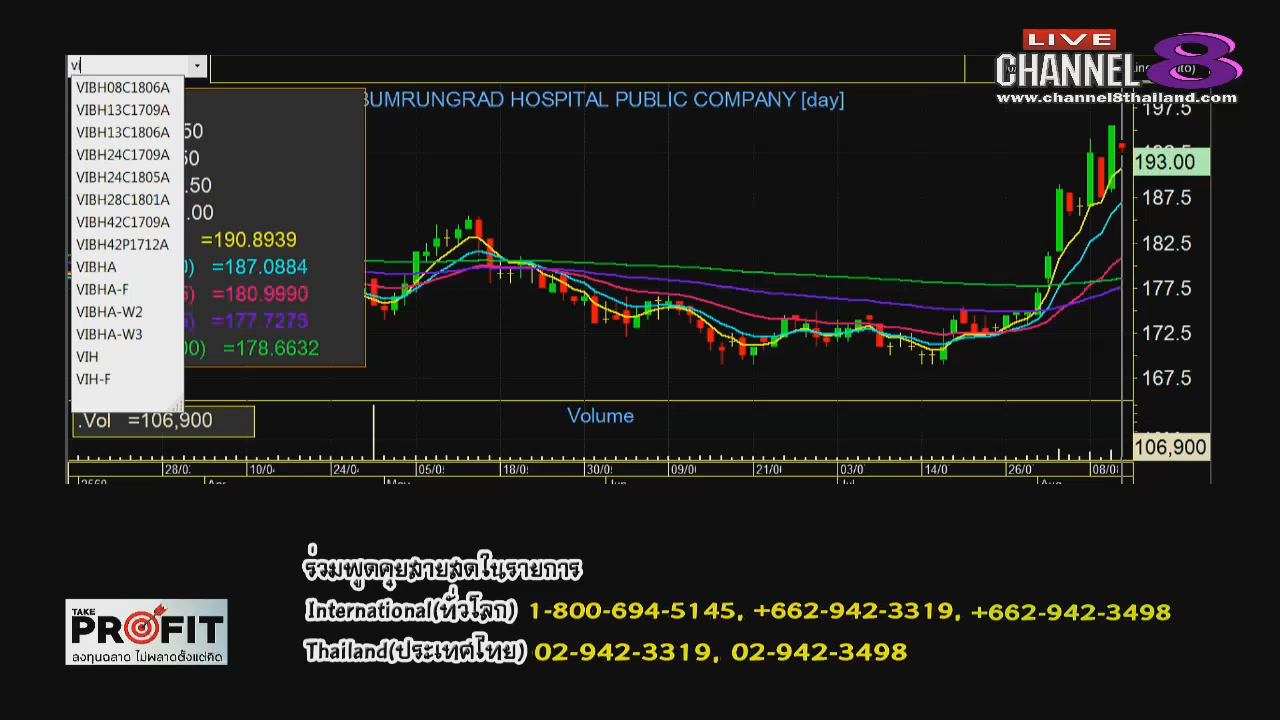 LIVE
CHANNEL 8
www.channel8thailand.com
VI
VIBH08C1806A
VIBH13C1709A
VIBH13C1806A
VIBH24C1709A
VIBH24C1805A
VIBH28C1801A
VIBH42C1709A
VIBH42P1712A
VIBHA
VIBHA-F
VIBHA-W2
VIBHA-W3
VIH
VIH-F
BUMRUNGRAD HOSPITAL PUBLIC COMPANY [day]
=190.8939
=187.0884
=180.9990
=177.7275
=178.6632
197.5
193.00
187.5
182.5
177.5
172.5
167.5
.Vol =106,900
Volume
106,900
28/0 10/0 24/0 05/0 18/0 30/0 09/0 21/0 03/0 14/0 26/0 08/0
ร่วมพูดคุยสายสดในรายการ
International(ทั่วโลก) 1-800-694-5145, +662-942-3319, +662-942-3498
Thailand(ประเทศไทย) 02-942-3319, 02-942-3498
TAKE
PROFIT
ลงทุนฉลาด ไม่พลาดตั้งแต่คิด